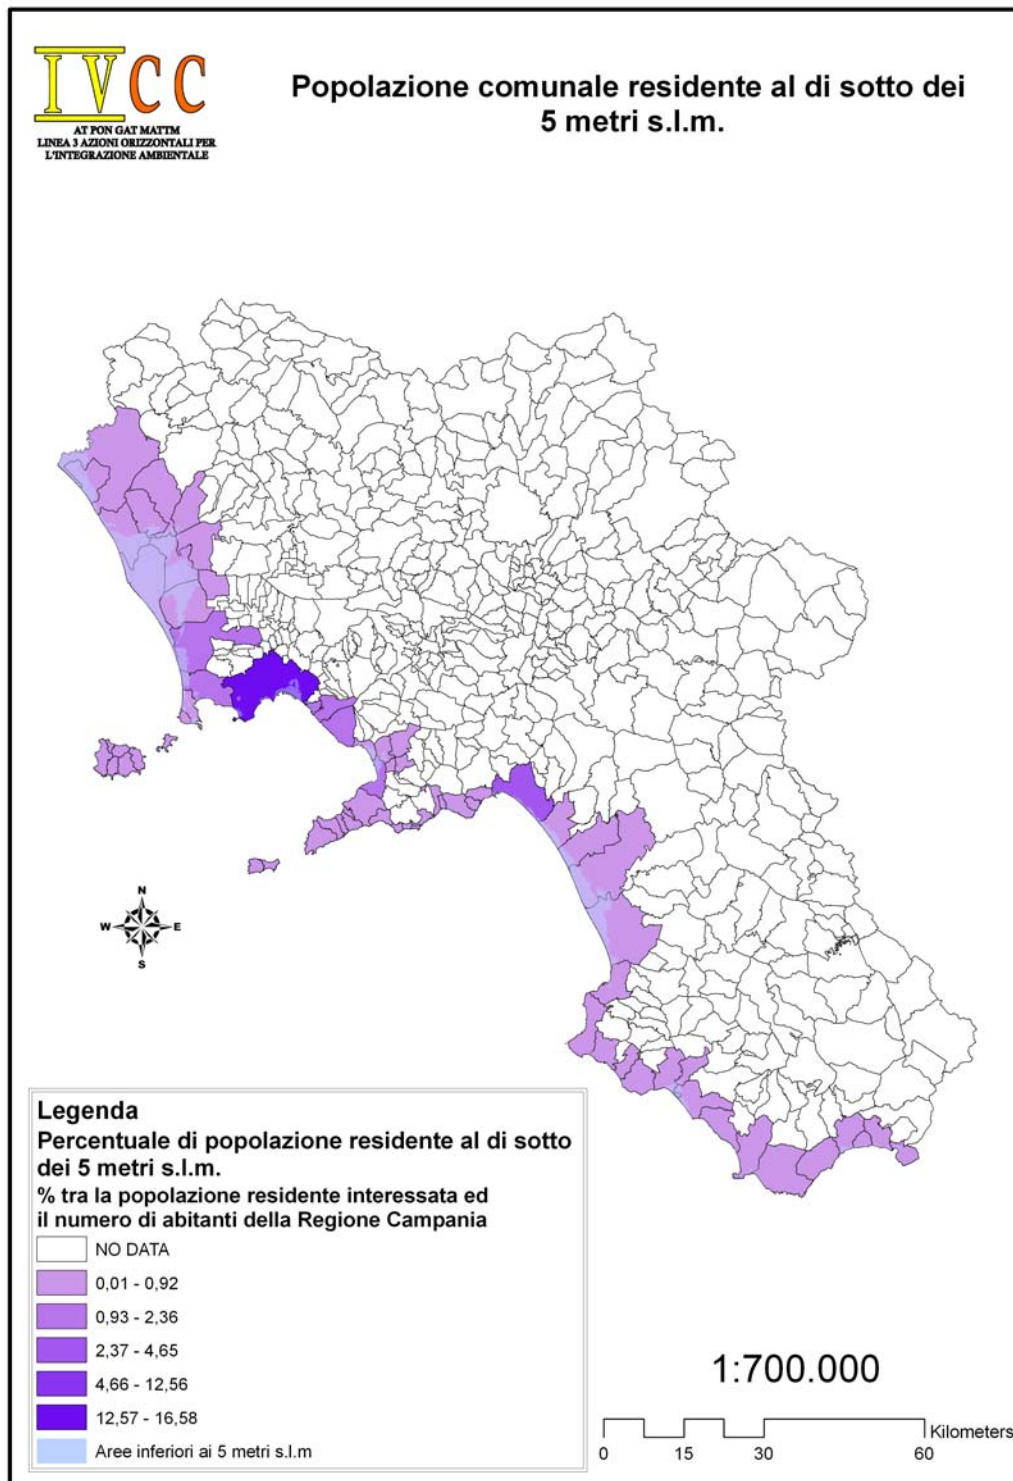 IVCC
AT PON GAT MATTM
LINEA 3 AZIONI ORIZZONTALI PER
L'INTEGRAZIONE AMBIENTALE
Popolazione comunale residente al di sotto dei
5 metri s.l.m.
N
W E
S
Legenda
Percentuale di popolazione residente al di sotto
dei 5 metri s.l.m.
% tra la popolazione residente interessata ed
il numero di abitanti della Regione Campania
NO DATA
0,01 - 0,92
0,93 - 2,36
2,37 - 4,65
4,66 - 12,56
12,57 - 16,58
Aree inferiori ai 5 metri s.l.m
1:700.000
Kilometers
0 15 30 60